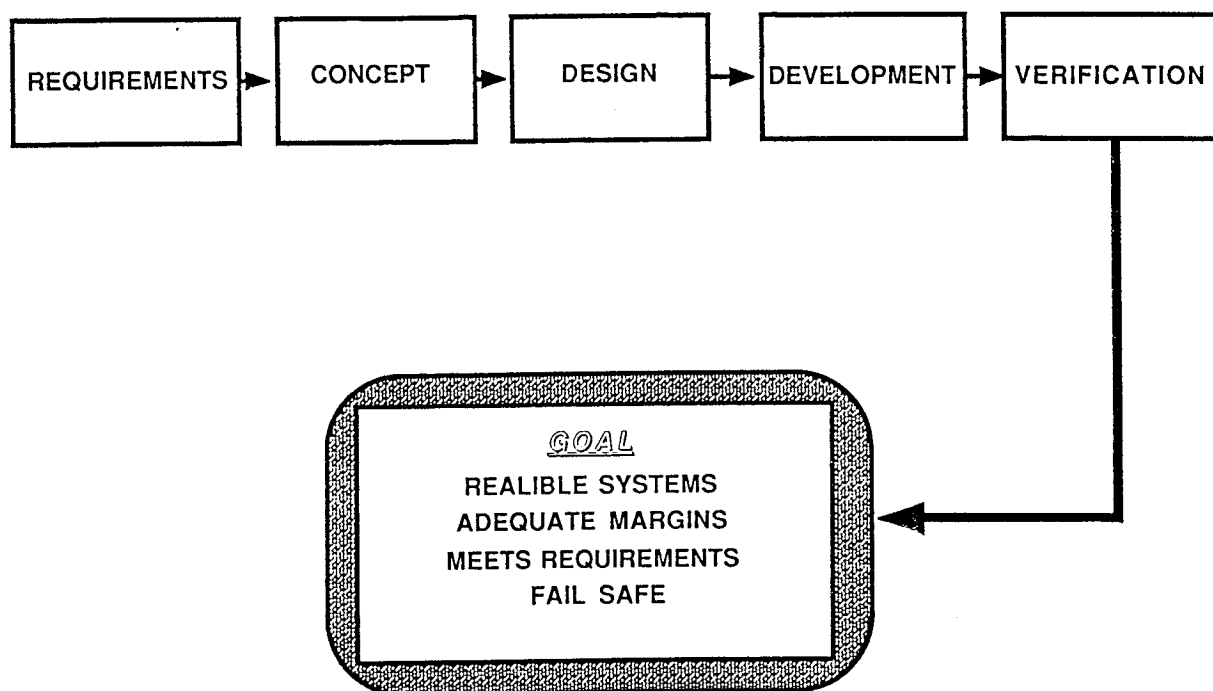 REQUIREMENTS
CONCEPT
DESIGN
DEVELOPMENT
VERIFICATION
GOAL
REALIBLE SYSTEMS
ADEQUATE MARGINS
MEETS REQUIREMENTS
FAIL SAFE